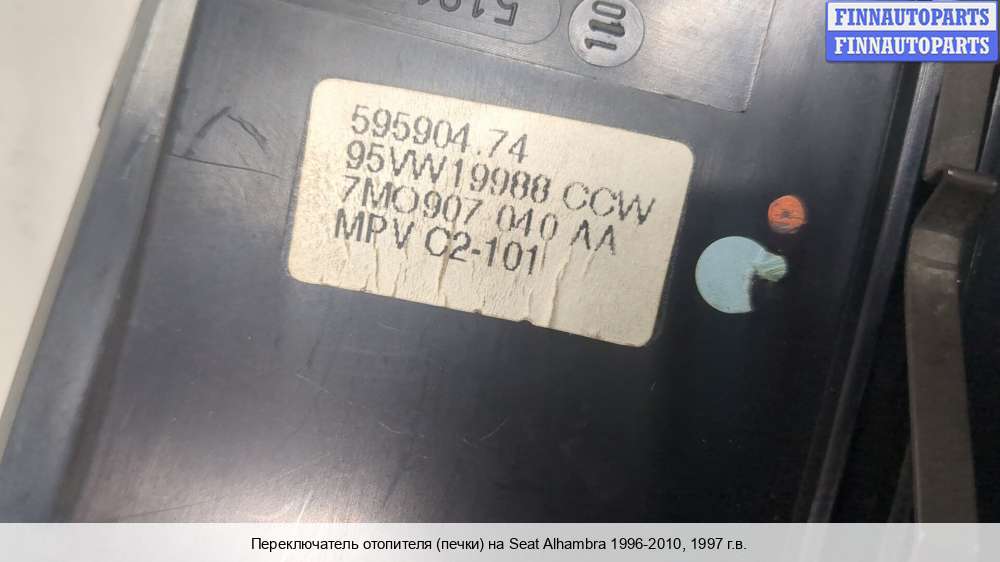 FINNAUTOPARTS
FINNAUTOPARTS
595904.74
95VW19988 CCW
7MO907 040 AA
MPV C2-101
Переключатель отопителя (печки) на Seat Alhambra 1996-2010, 1997 г.в.